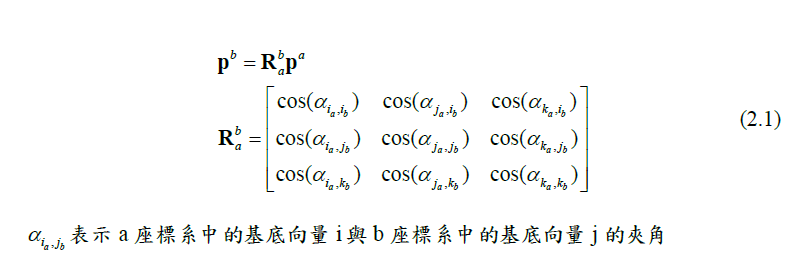 p^b = R_a^b p^a
R_a^b = [ cos(α_{i_a,i_b}) cos(α_{j_a,i_b}) cos(α_{k_a,i_b})
cos(α_{i_a,j_b}) cos(α_{j_a,j_b}) cos(α_{k_a,j_b})
cos(α_{i_a,k_b}) cos(α_{j_a,k_b}) cos(α_{k_a,k_b}) ] (2.1)
α_{i_a,j_b} 表示 a 座標系中的基底向量 i 與 b 座標系中的基底向量 j 的夾角